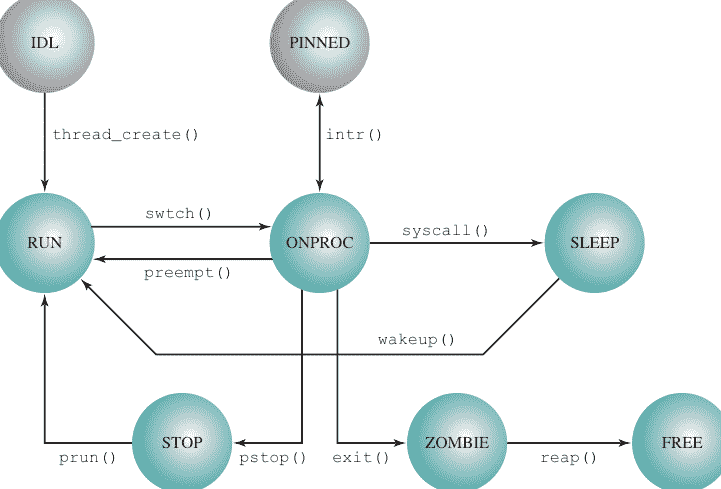 IDL
PINNED
thread_create()
intr()
swtch()
syscall()
RUN
ONPROC
SLEEP
preempt()
wakeup()
STOP
ZOMBIE
FREE
prun()
pstop()
exit()
reap()